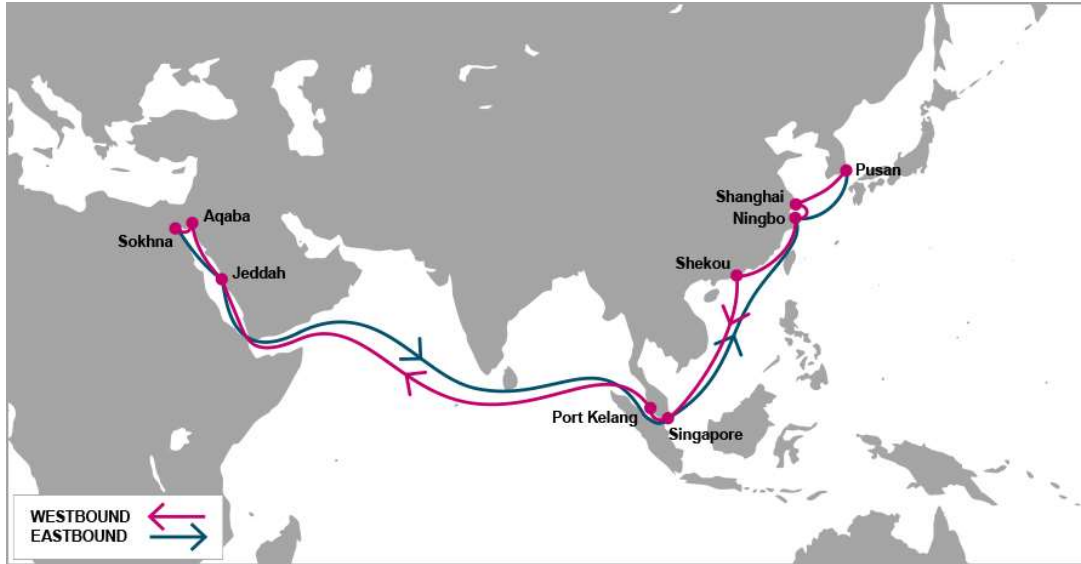 Pusan
Shanghai
Ningbo
Aqaba
Sokhna
Shekou
Jeddah
Port Kelang
Singapore
WESTBOUND
EASTBOUND